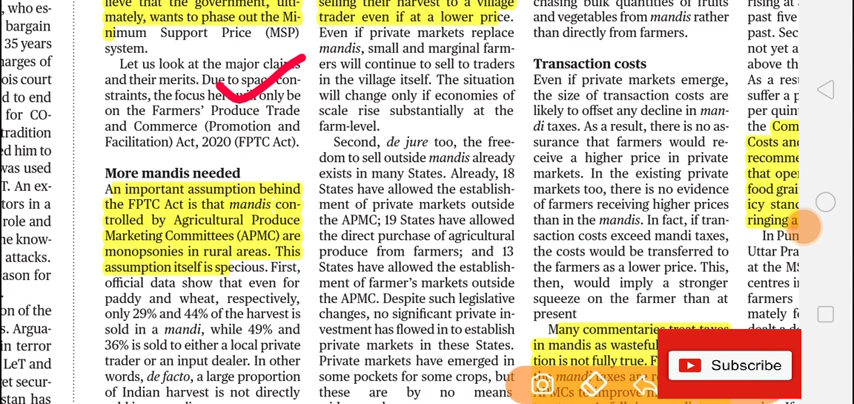 , who es-
bargain
35 years
harges of
ois court
d to end
for CO-
tradition
ed him to
was used
T. An ex-
tors in a
role and
he know-
attacks.
ason for
on of the
s. Argua-
in terror
LeT and
et secur-
stan has
lieve that the government, ulti-
mately, wants to phase out the Mi-
nimum Support Price (MSP)
system.
Let us look at the major claims
and their merits. Due to space con-
straints, the focus here will only be
on the Farmers' Produce Trade
and Commerce (Promotion and
Facilitation) Act, 2020 (FPTC Act).
More mandis needed
An important assumption behind
the FPTC Act is that mandis con-
trolled by Agricultural Produce
Marketing Committees (APMC) are
monopsonies in rural areas. This
assumption itself is specious. First,
official data show that even for
paddy and wheat, respectively,
only 29% and 44% of the harvest is
sold in a mandi, while 49% and
36% is sold to either a local private
trader or an input dealer. In other
words, de facto, a large proportion
of Indian harvest is not directly
selling their harvest to a village
trader even if at a lower price.
Even if private markets replace
mandis, small and marginal farm-
ers will continue to sell to traders
in the village itself. The situation
will change only if economies of
scale rise substantially at the
farm-level.
Second, de jure too, the free-
dom to sell outside mandis already
exists in many States. Already, 18
States have allowed the establish-
ment of private markets outside
the APMC; 19 States have allowed
the direct purchase of agricultural
produce from farmers; and 13
States have allowed the establish-
ment of farmer's markets outside
the APMC. Despite such legislative
changes, no significant private in-
vestment has flowed in to establish
private markets in these States.
Private markets have emerged in
some pockets for some crops, but
these are by no means
chasing bulk quantities of fruits
and vegetables from mandis rather
than directly from farmers.
Transaction costs
Even if private markets emerge,
the size of transaction costs are
likely to offset any decline in man-
di taxes. As a result, there is no as-
surance that farmers would re-
ceive a higher price in private
markets. In the existing private
markets too, there is no evidence
of farmers receiving higher prices
than in the mandis. In fact, if tran-
saction costs exceed mandi taxes,
the costs would be transferred to
the farmers as a lower price. This,
then, would imply a stronger
squeeze on the farmer than at
present
Many commentaries treat taxes
in mandis as wasteful
tion is not fully true. F
the mandi taxes are
APMCs to improve
rising at
past five
past. Sec
not yet a
above th
As a res
suffer a p
per quin
the Com
Costs and
recomme
that oper
food grai
icy stanc
ringing a
In Pun
Uttar Pra
at the MS
centres i
farmers
mately f
Subscribe